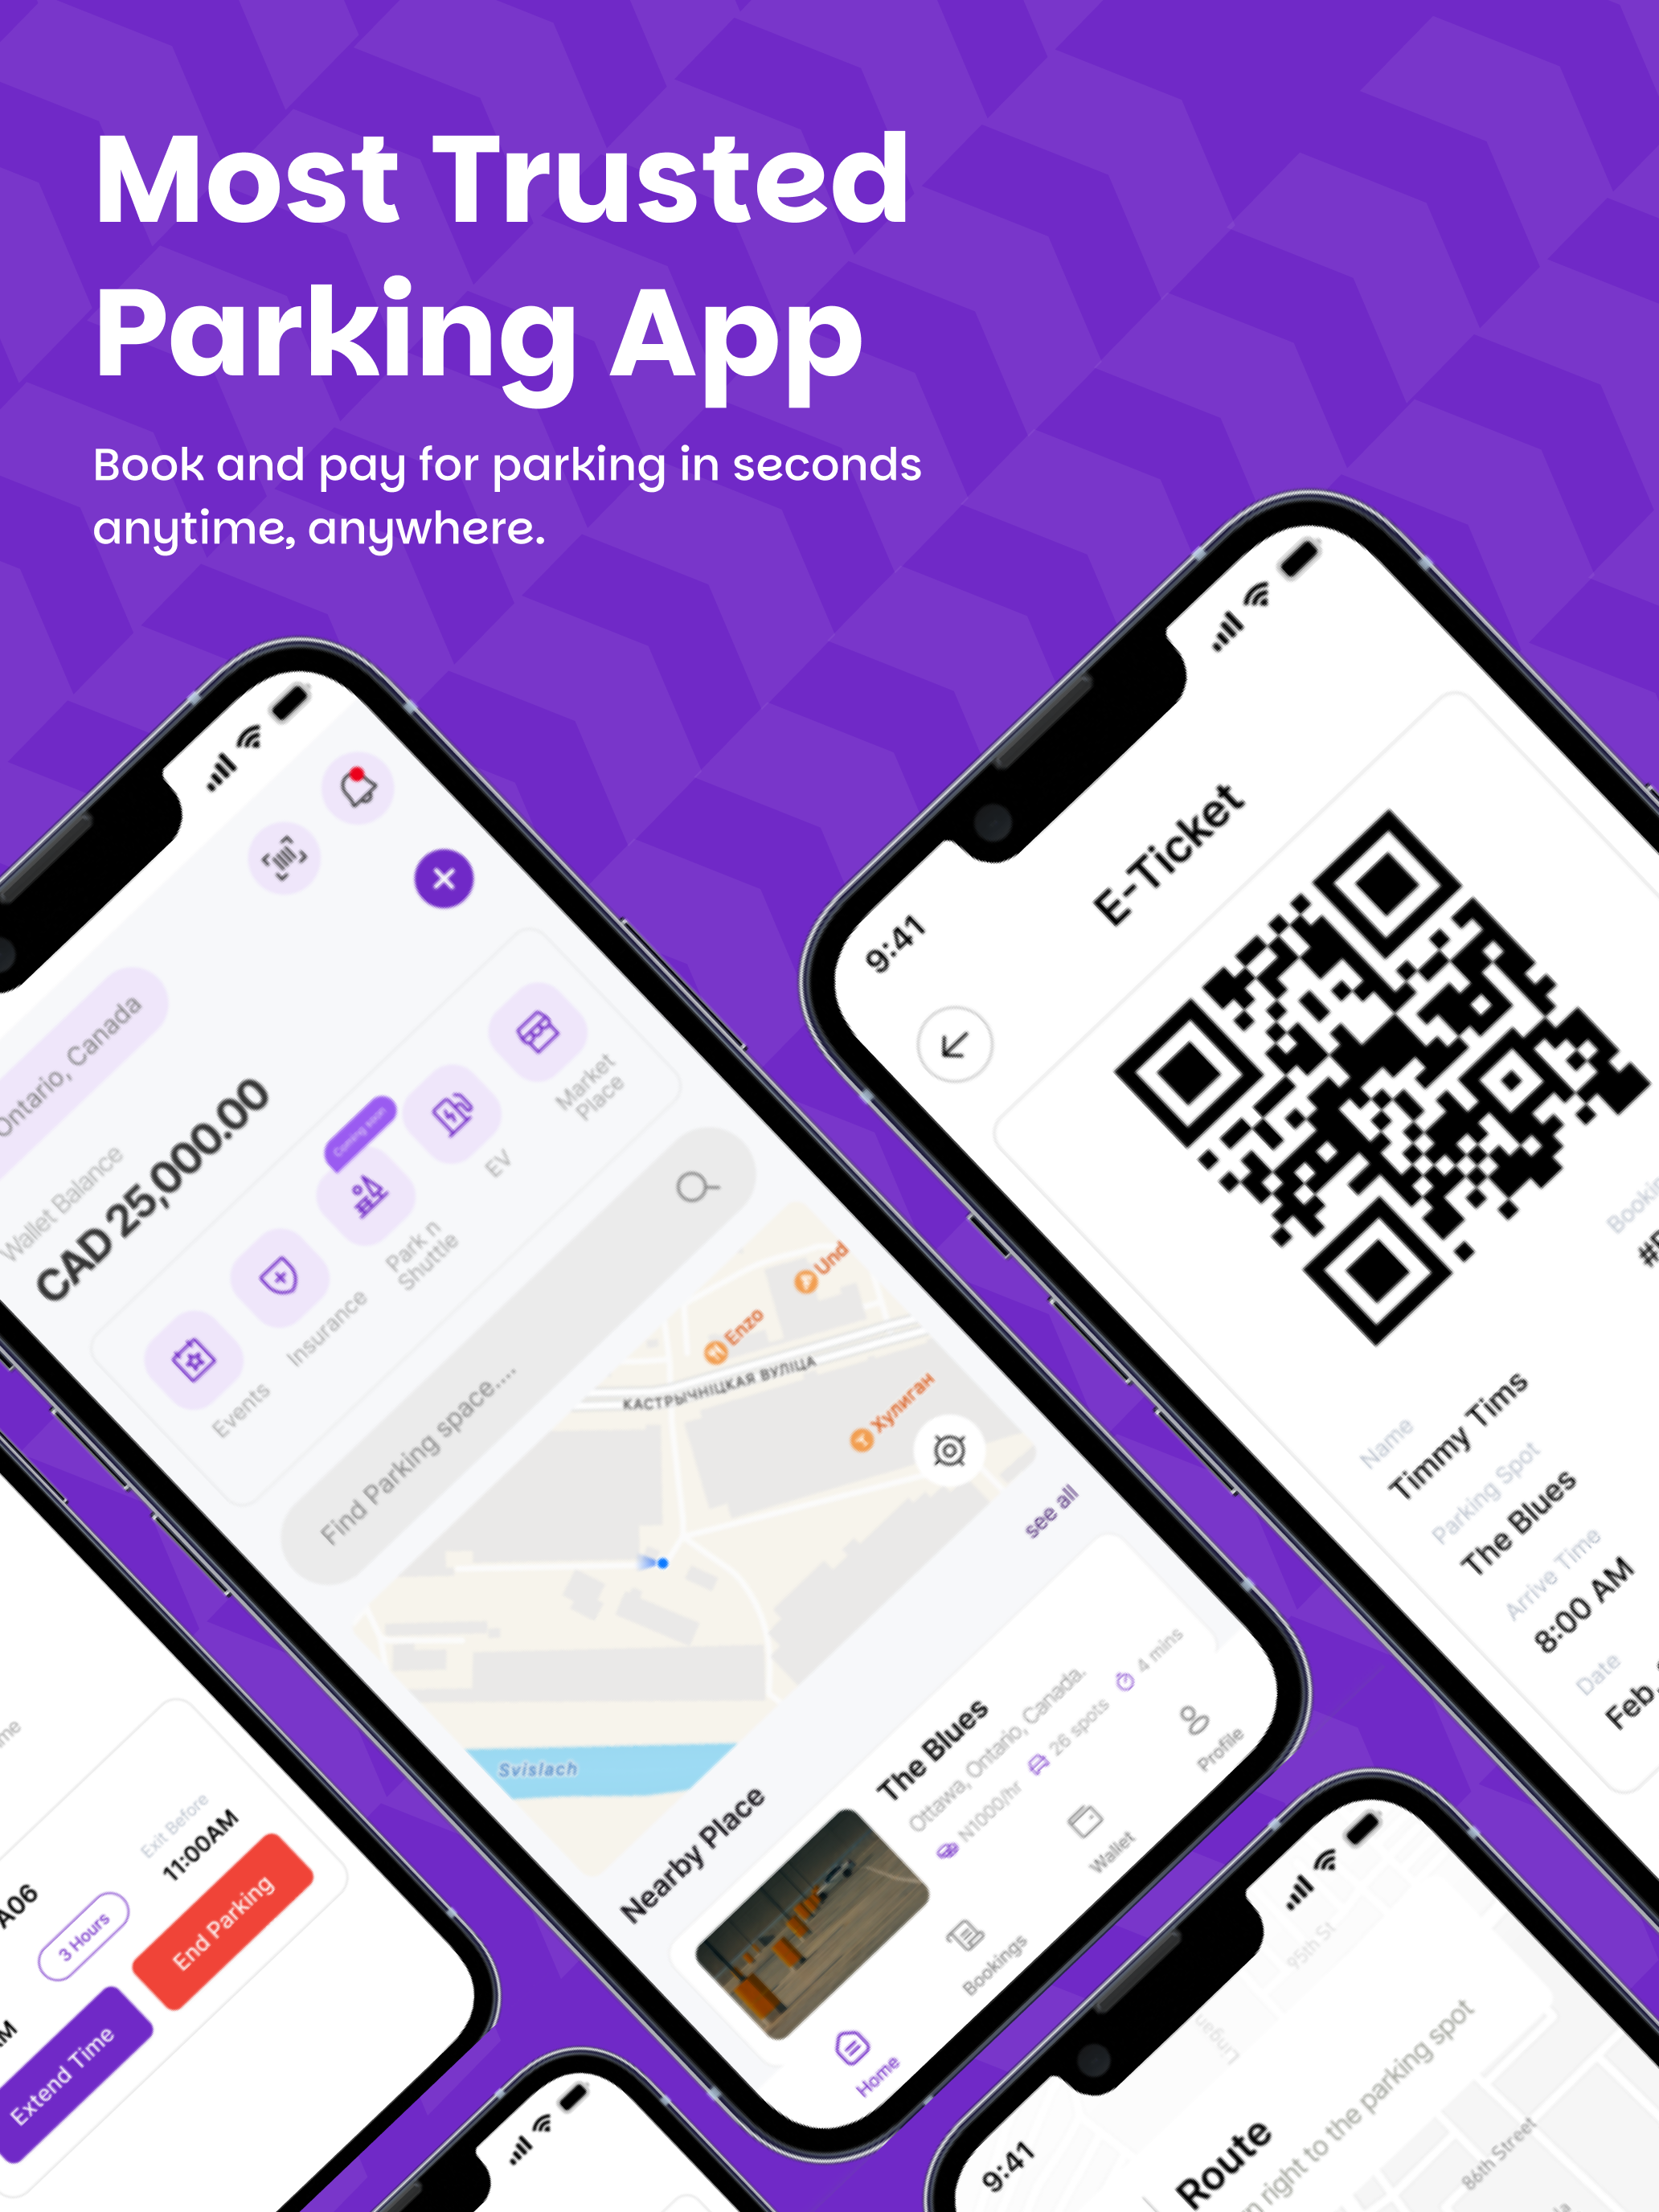 Most Trusted
Parking App
Book and pay for parking in seconds
anytime, anywhere.
Ontario, Canada
Wallet Balance
CAD 25,000.00
Events
Insurance
Coming soon
Park n
Shuttle
EV
Market
Place
Find Parking space....
Enzo
Und
КАСТРЫЧНІЦКАЯ ВУЛІЦА
Хулиган
Svislach
Nearby Place
see all
The Blues
Ottawa, Ontario, Canada.
N1000/hr
26 spots
4 mins
Home
Bookings
Wallet
Profile
9:41
E-Ticket
Name
Timmy Tims
Parking Spot
The Blues
Arrive Time
8:00 AM
Date
Feb.
A06
3 Hours
Exit Before
11:00AM
Extend Time
End Parking
9:41
Route
right to the parking spot
95th St
86th Street